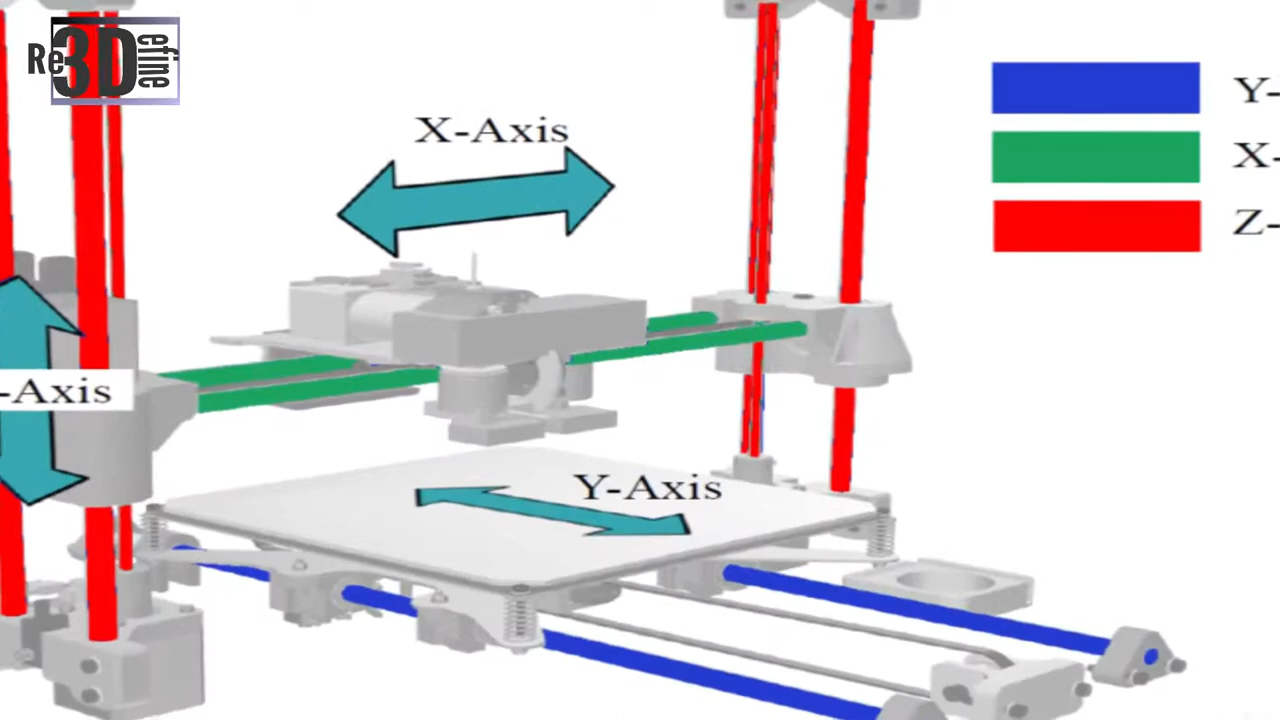 Re3Define
X-Axis
Y-
X-
Z-
-Axis
Y-Axis